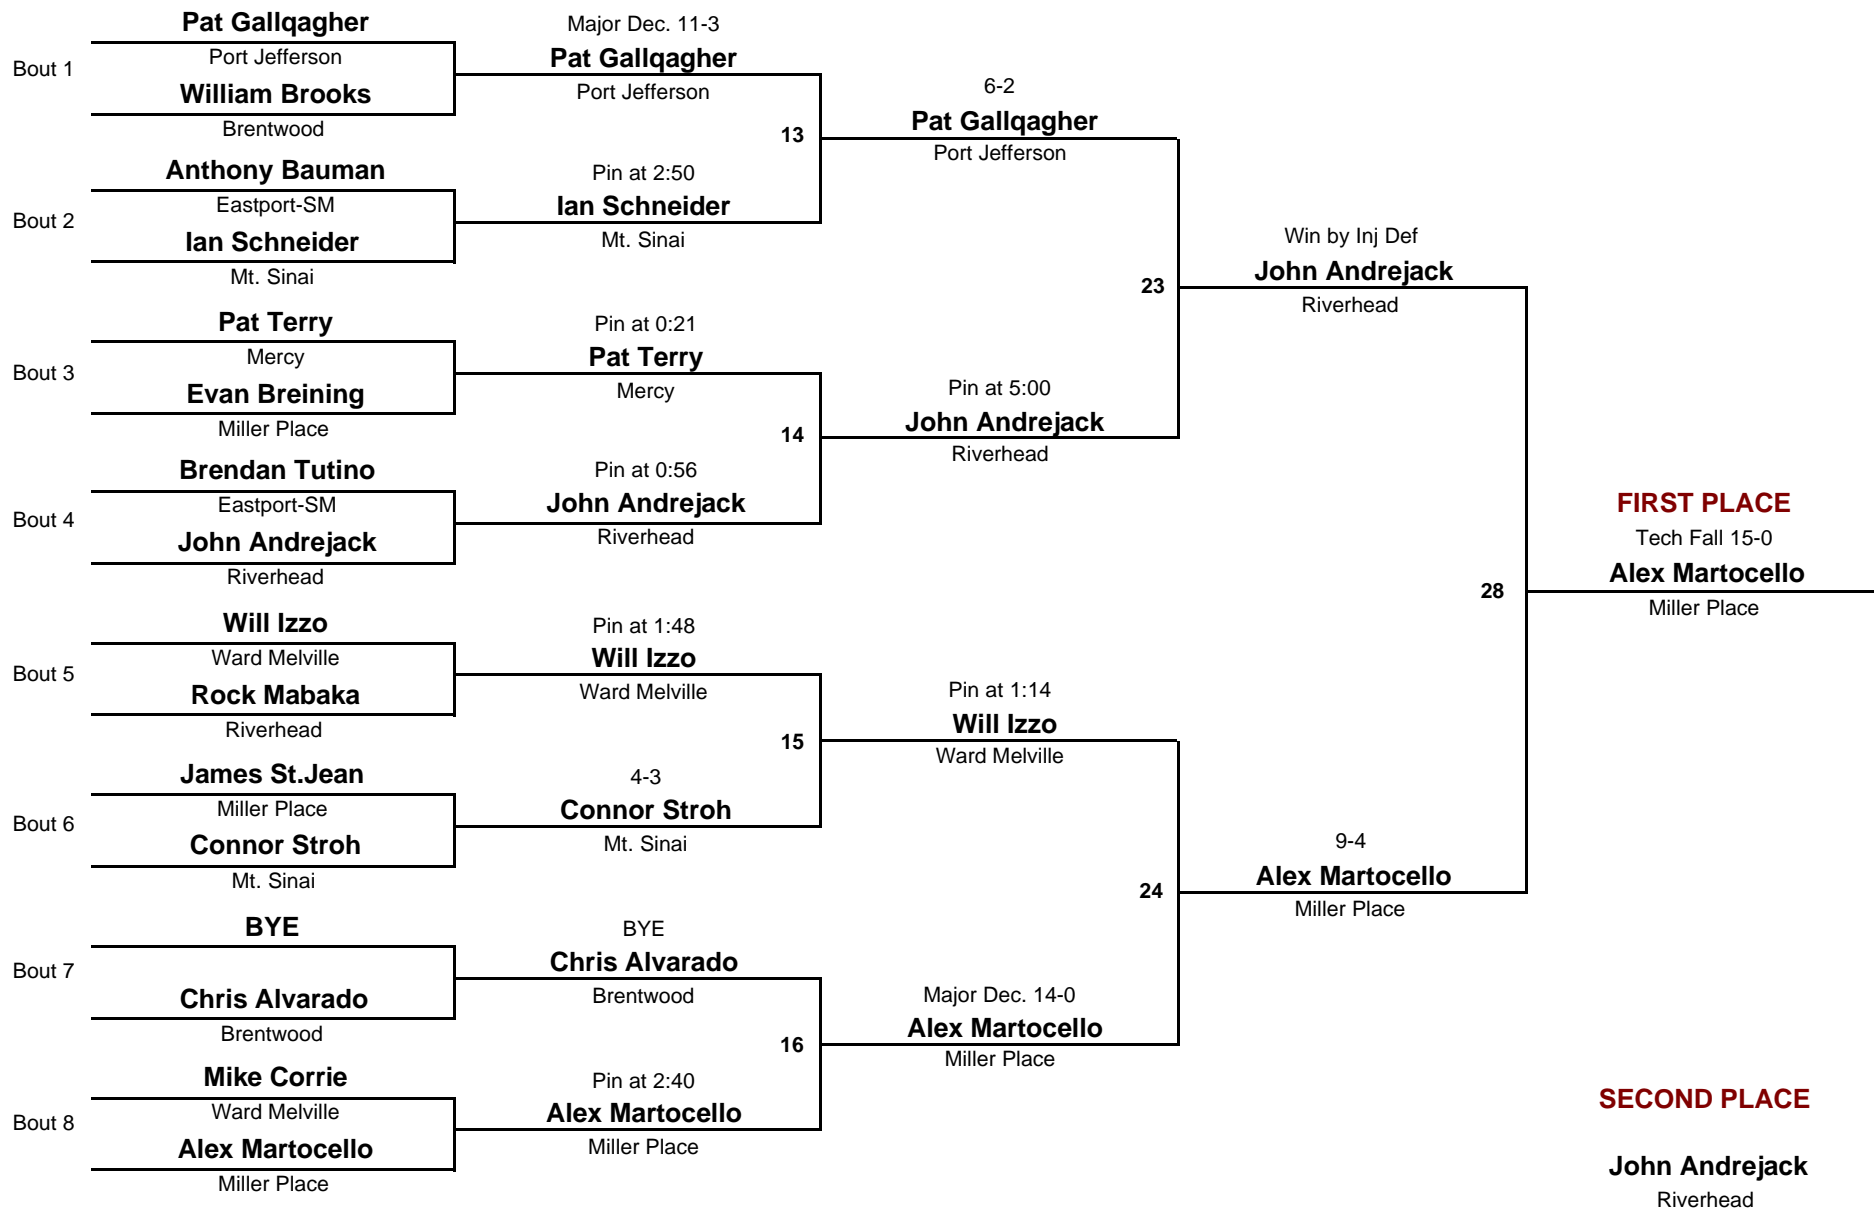 Pat Gallqagher
Port Jefferson
Bout 1
William Brooks
Brentwood
Anthony Bauman
Eastport-SM
Bout 2
Ian Schneider
Mt. Sinai
Pat Terry
Mercy
Bout 3
Evan Breining
Miller Place
Brendan Tutino
Eastport-SM
Bout 4
John Andrejack
Riverhead
Will Izzo
Ward Melville
Bout 5
Rock Mabaka
Riverhead
James St.Jean
Miller Place
Bout 6
Connor Stroh
Mt. Sinai
BYE
Bout 7
Chris Alvarado
Brentwood
Mike Corrie
Ward Melville
Bout 8
Alex Martocello
Miller Place
Major Dec. 11-3
Pat Gallqagher
Port Jefferson
13
Pin at 2:50
Ian Schneider
Mt. Sinai
Pin at 0:21
Pat Terry
Mercy
14
Pin at 0:56
John Andrejack
Riverhead
Pin at 1:48
Will Izzo
Ward Melville
15
4-3
Connor Stroh
Mt. Sinai
BYE
Chris Alvarado
Brentwood
16
Pin at 2:40
Alex Martocello
Miller Place
6-2
Pat Gallqagher
Port Jefferson
23
Pin at 5:00
John Andrejack
Riverhead
Pin at 1:14
Will Izzo
Ward Melville
24
Major Dec. 14-0
Alex Martocello
Miller Place
Win by Inj Def
John Andrejack
Riverhead
28
9-4
Alex Martocello
Miller Place
FIRST PLACE
Tech Fall 15-0
Alex Martocello
Miller Place
SECOND PLACE
John Andrejack
Riverhead